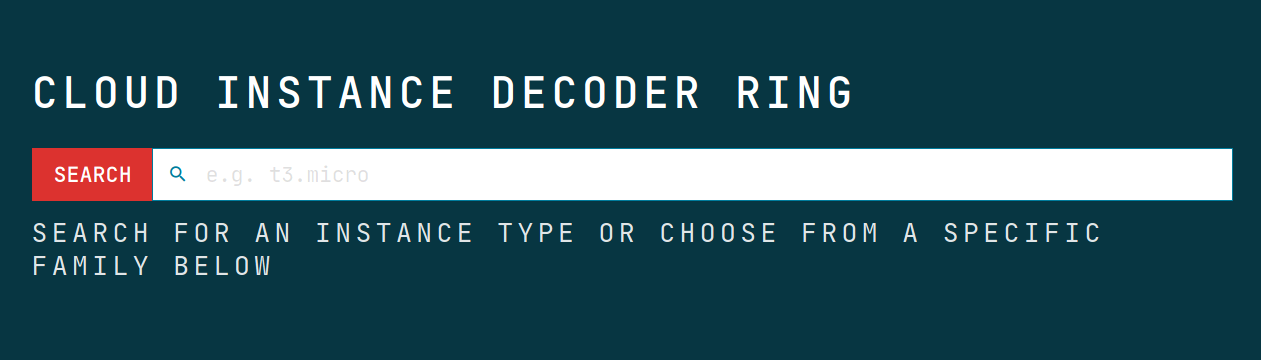 CLOUD INSTANCE DECODER RING
SEARCH e.g. t3.micro
SEARCH FOR AN INSTANCE TYPE OR CHOOSE FROM A SPECIFIC
FAMILY BELOW